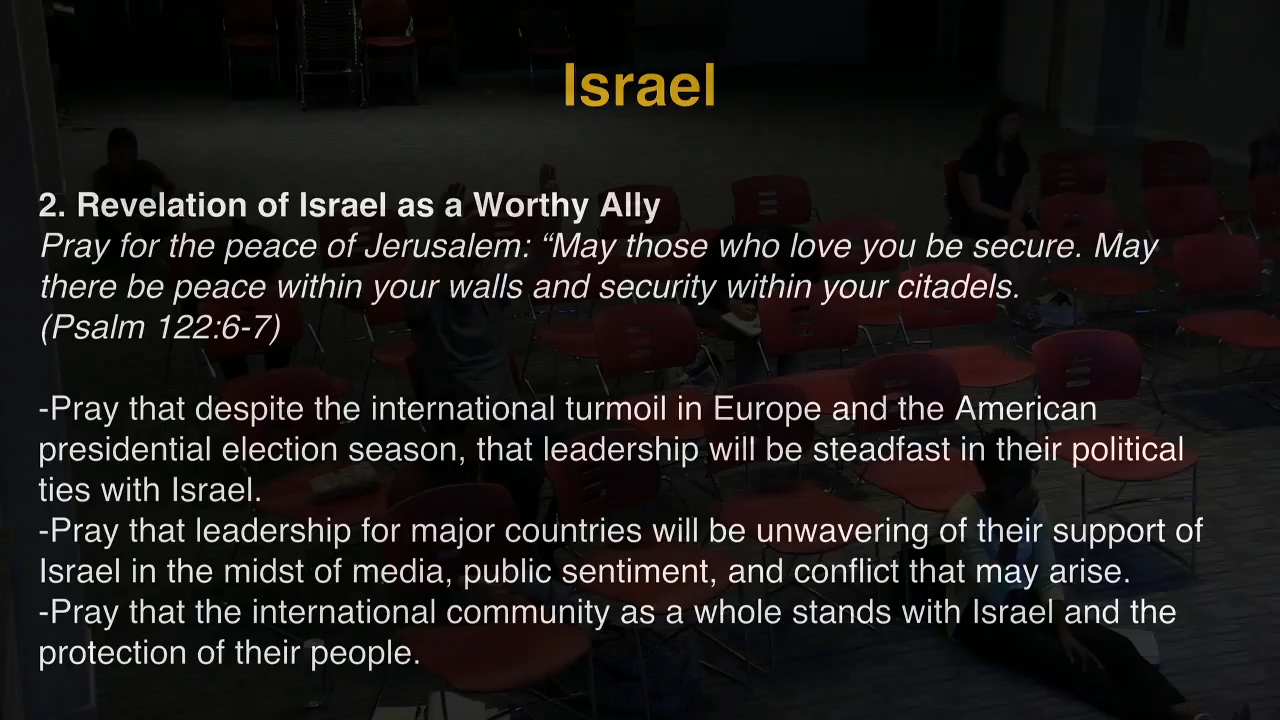 Israel
2. Revelation of Israel as a Worthy Ally
Pray for the peace of Jerusalem: “May those who love you be secure. May
there be peace within your walls and security within your citadels.
(Psalm 122:6-7)
-Pray that despite the international turmoil in Europe and the American
presidential election season, that leadership will be steadfast in their political
ties with Israel.
-Pray that leadership for major countries will be unwavering of their support of
Israel in the midst of media, public sentiment, and conflict that may arise.
-Pray that the international community as a whole stands with Israel and the
protection of their people.